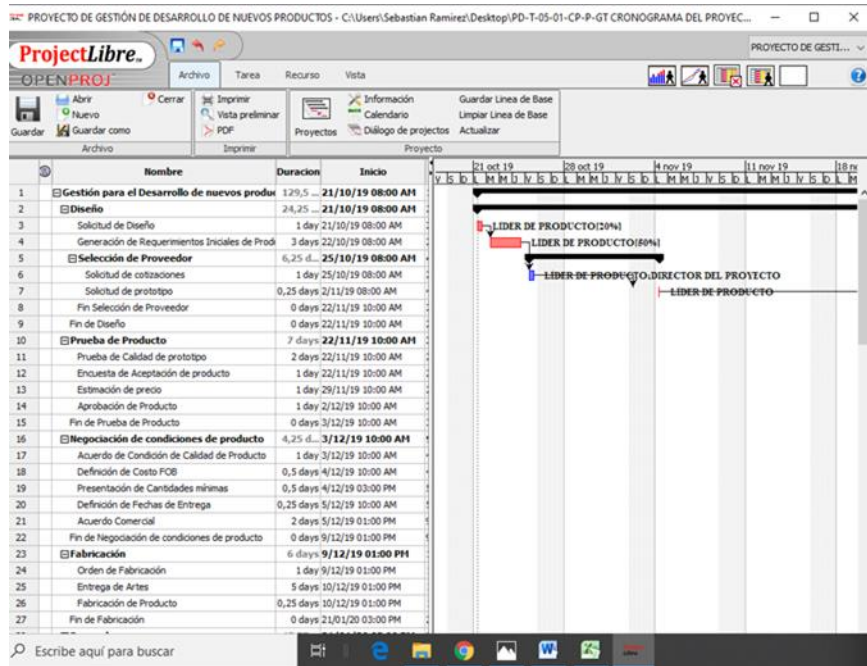 PROYECTO DE GESTIÓN DE DESARROLLO DE NUEVOS PRODUCTOS - C:\Users\Sebastian Ramirez\Desktop\PD-T-05-01-CP-P-GT CRONOGRAMA DEL PROYEC...
ProjectLibre
OPENPROJ
PROYECTO DE GESTI...
Archivo Tarea Recurso Vista
Guardar
Abrir
Nuevo
Guardar como
Cerrar
Archivo
Imprimir
Vista preliminar
PDF
Imprimir
Proyectos
Información
Calendario
Diálogo de projectos
Guardar Linea de Base
Limpiar Linea de Base
Actualizar
Proyecto
Nombre Duracion Inicio
21 oct 19 28 oct 19 4 nov 19 11 nov 19
V S D L M M J V S D L M M J V S D L M M J V S D L M M J V S D L M
1 Gestión para el Desarrollo de nuevos produ 129,5 ... 21/10/19 08:00 AM
2 Diseño 24,25 ... 21/10/19 08:00 AM
3 Solicitud de Diseño 1 day 21/10/19 08:00 AM LIDER DE PRODUCTO[20%]
4 Generación de Requerimientos Iniciales de Prod 3 days 22/10/19 08:00 AM LIDER DE PRODUCTO[50%]
5 Selección de Proveedor 6,25 d... 25/10/19 08:00 AM
6 Solicitud de cotizaciones 1 day 25/10/19 08:00 AM LIDER DE PRODUCTO;DIRECTOR DEL PROYECTO
7 Solicitud de prototipo 0,25 days 2/11/19 08:00 AM LIDER DE PRODUCTO
8 Fin Selección de Proveedor 0 days 22/11/19 10:00 AM
9 Fin de Diseño 0 days 22/11/19 10:00 AM
10 Prueba de Producto 7 days 22/11/19 10:00 AM
11 Prueba de Calidad de prototipo 2 days 22/11/19 10:00 AM
12 Encuesta de Aceptación de producto 1 day 22/11/19 10:00 AM
13 Estimación de precio 1 day 29/11/19 10:00 AM
14 Aprobación de Producto 1 day 2/12/19 10:00 AM
15 Fin de Prueba de Producto 0 days 3/12/19 10:00 AM
16 Negociación de condiciones de producto 4,25 d... 3/12/19 10:00 AM
17 Acuerdo de Condición de Calidad de Producto 1 day 3/12/19 10:00 AM
18 Definición de Costo FOB 0,5 days 4/12/19 10:00 AM
19 Presentación de Cantidades mínimas 0,5 days 4/12/19 03:00 PM
20 Definición de Fechas de Entrega 0,25 days 5/12/19 10:00 AM
21 Acuerdo Comercial 2 days 5/12/19 01:00 PM
22 Fin de Negociación de condiciones de producto 0 days 9/12/19 01:00 PM
23 Fabricación 6 days 9/12/19 01:00 PM
24 Orden de Fabricación 1 day 9/12/19 01:00 PM
25 Entrega de Artes 5 days 10/12/19 01:00 PM
26 Fabricación de Producto 0,25 days 10/12/19 01:00 PM
27 Fin de Fabricación 0 days 21/01/20 03:00 PM
Escribe aquí para buscar